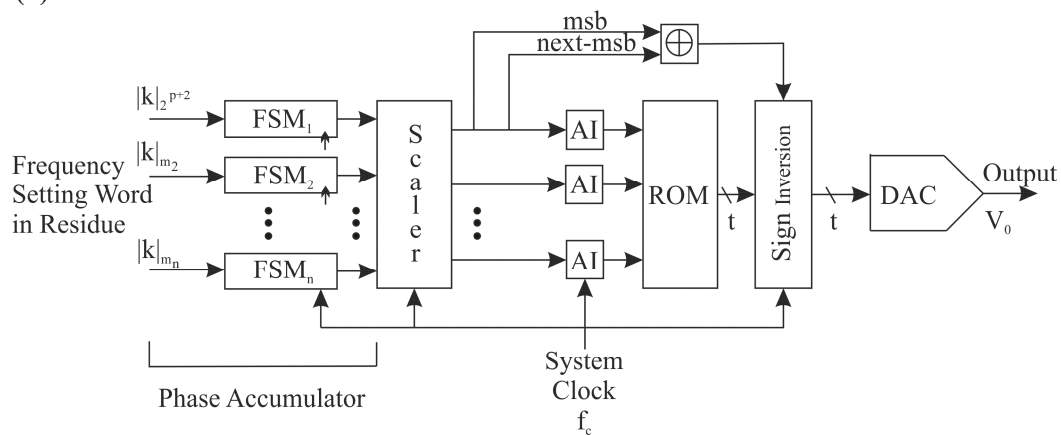 msb
next-msb
|k|₂ᵖ⁺²
FSM₁
|k|ₘ₂
FSM₂
Frequency
Setting Word
in Residue
|k|ₘₙ
FSMₙ
Scaler
AI
AI
AI
ROM
t
Sign Inversion
t
DAC
Output
V₀
System
Clock
f꜀
Phase Accumulator